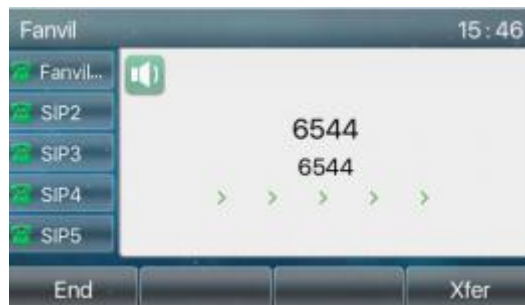 Fanvil
15:46
Fanvil...
SIP2
SIP3
SIP4
SIP5
6544
6544
> > > > >
End
Xfer